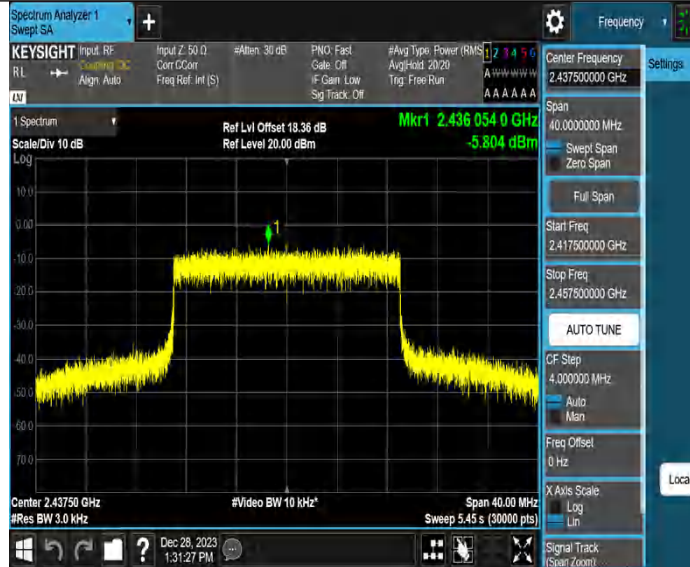 Spectrum Analyzer 1
Swept SA
+
Frequency
KEYSIGHT
RL
Input: RF
Coupling: DC
Align: Auto
Input Z: 50 Ω
Corr CCorr
Freq Ref: Int (S)
#Atten: 30 dB
PNO: Fast
Gate: Off
IF Gain: Low
Sig Track: Off
#Avg Type: Power (RMS
Avg|Hold: 20/20
Trig: Free Run
1 2 3 4 5 6
A W W W W W
A A A A A A
LXI
1 Spectrum
Scale/Div 10 dB
Log
Ref Lvl Offset 18.36 dB
Ref Level 20.00 dBm
Mkr1 2.436 054 0 GHz
-5.804 dBm
1
10.0
0.00
-10.0
-20.0
-30.0
-40.0
-50.0
-60.0
-70.0
Center 2.43750 GHz
#Res BW 3.0 kHz
#Video BW 10 kHz*
Span 40.00 MHz
Sweep 5.45 s (30000 pts)
Dec 28, 2023
1:31:27 PM
?
Center Frequency
2.437500000 GHz
Settings
Span
40.0000000 MHz
Swept Span
Zero Span
Full Span
Start Freq
2.417500000 GHz
Stop Freq
2.457500000 GHz
AUTO TUNE
CF Step
4.000000 MHz
Auto
Man
Freq Offset
0 Hz
X Axis Scale
Log
Lin
Loca
Signal Track
(Span Zoom)